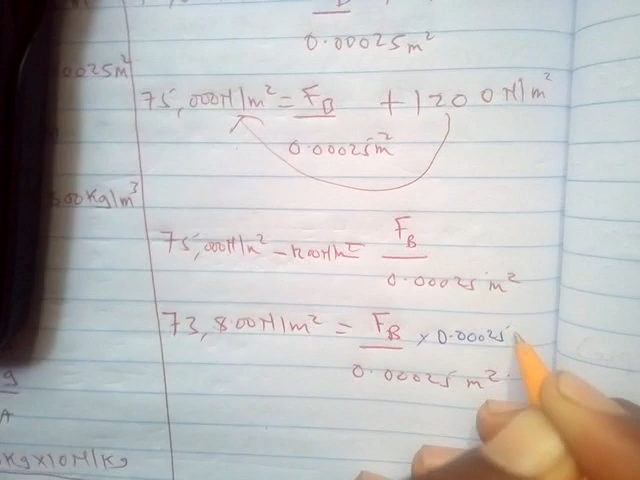 B
0.00025m²
0025m²
75,000N/m² = F_B + 1200N/m²
0.00025m²
800kg/m³
75,000N/m² - 1200N/m² F_B
0.00025m²
73,800N/m² = F_B × 0.00025
0.00025m²
g
A
kg×10N/kg